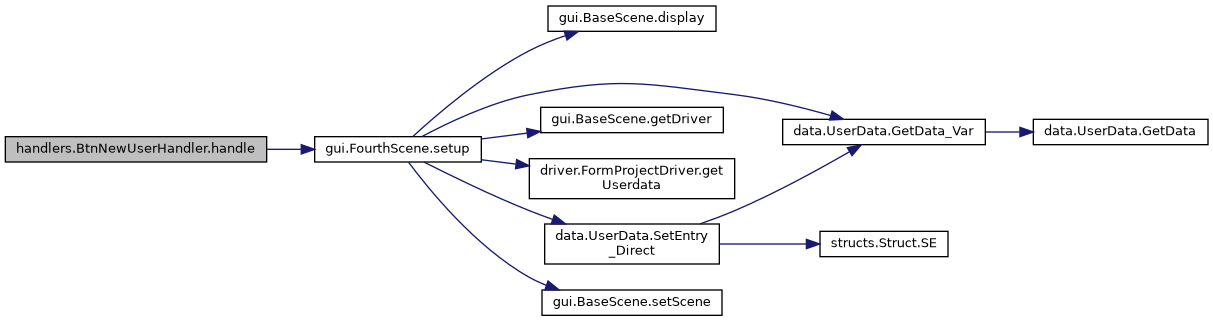 handlers.BtnNewUserHandler.handle
gui.FourthScene.setup
gui.BaseScene.display
gui.BaseScene.getDriver
driver.FormProjectDriver.get
Userdata
data.UserData.SetEntry
_Direct
gui.BaseScene.setScene
data.UserData.GetData_Var
structs.Struct.SE
data.UserData.GetData